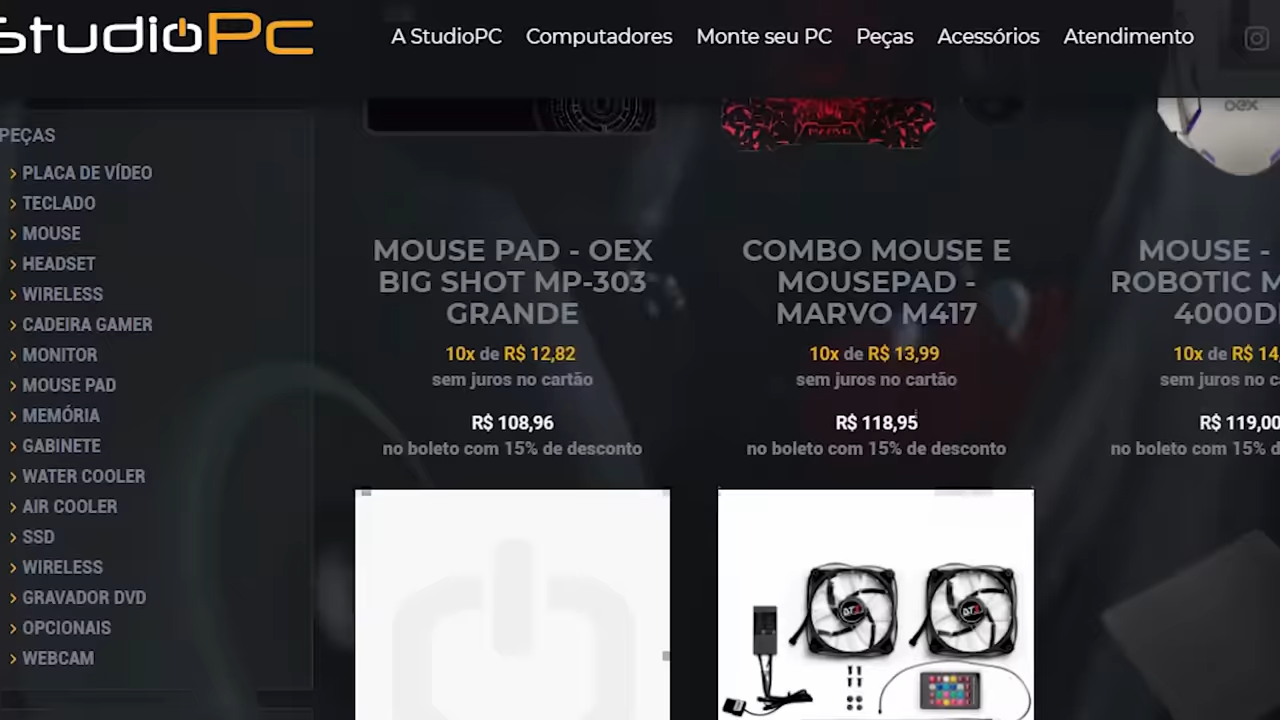 StudioPc
A StudioPC Computadores Monte seu PC Peças Acessórios Atendimento
PEÇAS
PLACA DE VÍDEO
TECLADO
MOUSE
HEADSET
WIRELESS
CADEIRA GAMER
MONITOR
MOUSE PAD
MEMÓRIA
GABINETE
WATER COOLER
AIR COOLER
SSD
WIRELESS
GRAVADOR DVD
OPCIONAIS
WEBCAM
MOUSE PAD - OEX
BIG SHOT MP-303
GRANDE
10x de R$ 12,82
sem juros no cartão
R$ 108,96
no boleto com 15% de desconto
COMBO MOUSE E
MOUSEPAD -
MARVO M417
10x de R$ 13,99
sem juros no cartão
R$ 118,95
no boleto com 15% de desconto
oex
MOUSE -
ROBOTIC M
4000D
10x de R$ 14,
sem juros no c
R$ 119,00
no boleto com 15% d